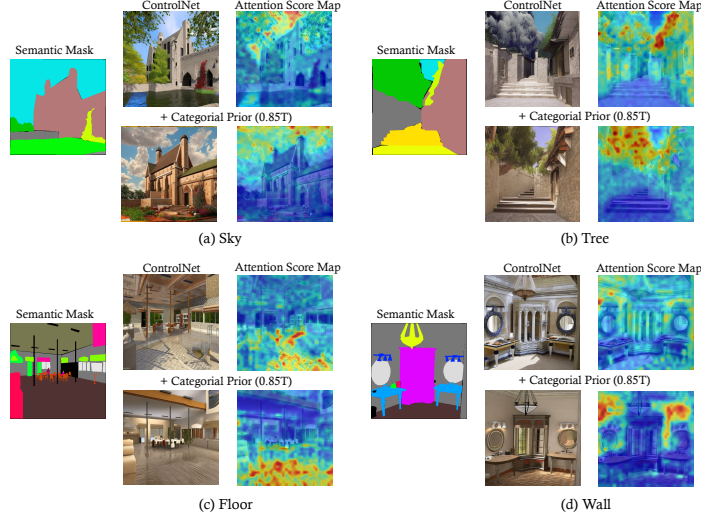 ControlNet Attention Score Map
Semantic Mask
+ Categorial Prior (0.85T)
(a) Sky
ControlNet Attention Score Map
Semantic Mask
+ Categorial Prior (0.85T)
(b) Tree
ControlNet Attention Score Map
Semantic Mask
+ Categorial Prior (0.85T)
(c) Floor
ControlNet Attention Score Map
Semantic Mask
+ Categorial Prior (0.85T)
(d) Wall